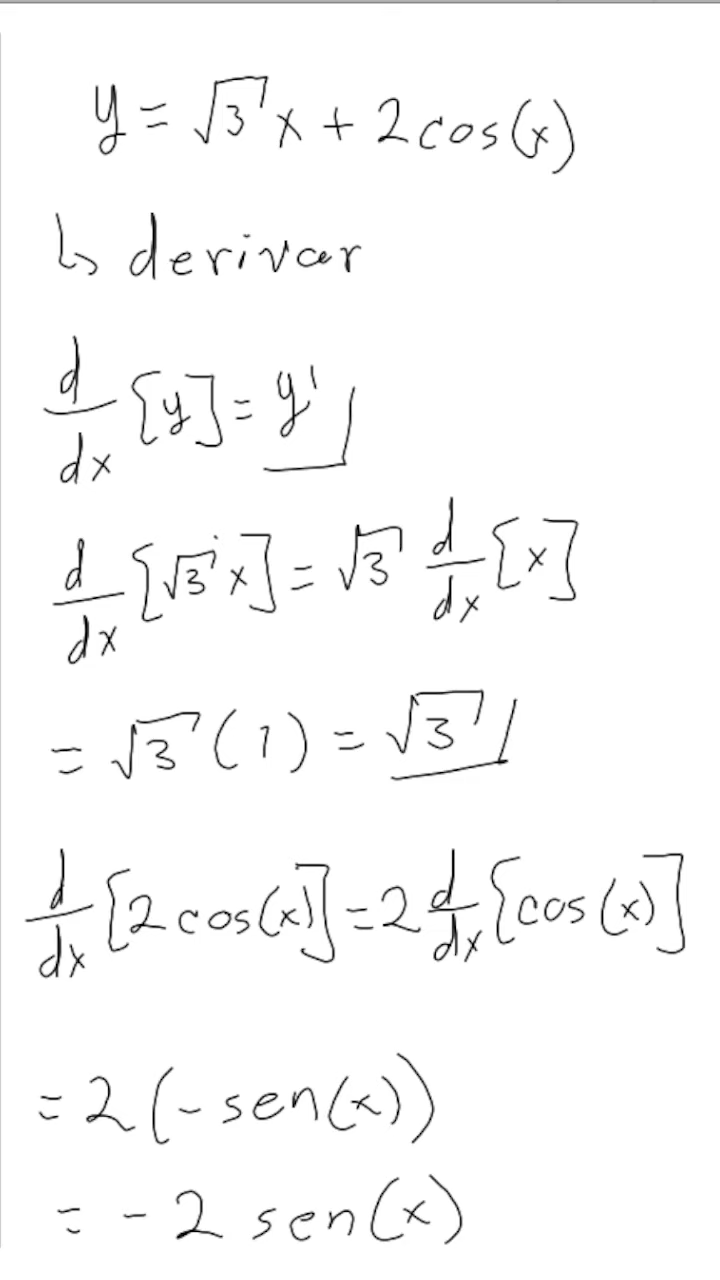 y = √3 x + 2cos(x)
↳ derivar
d/dx [y] = y'
d/dx [√3 x] = √3 d/dx [x]
= √3 (1) = √3
d/dx [2cos(x)] = 2 d/dx [cos(x)]
= 2(-sen(x))
= -2 sen(x)